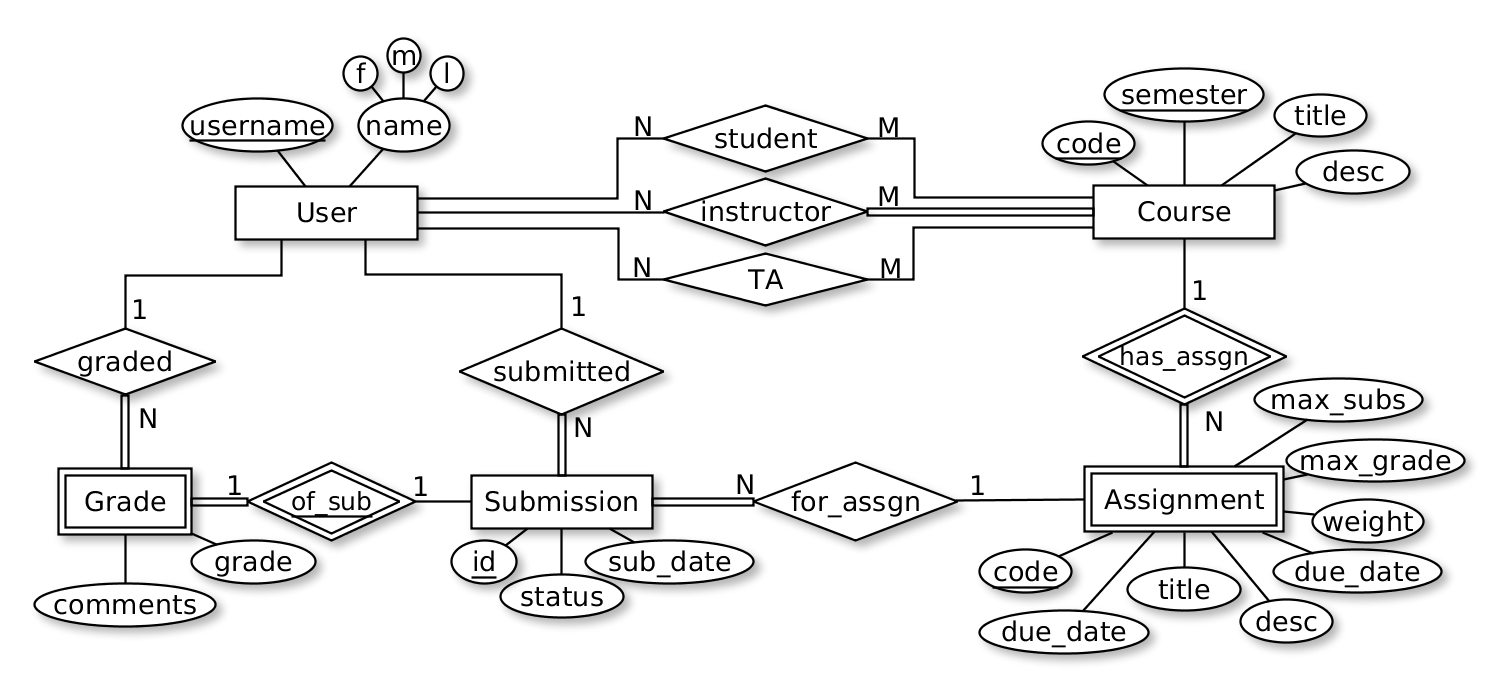 f
m
l
username
name
semester
title
code
desc
N
student
M
User
N
instructor
M
Course
N
TA
M
1
graded
N
1
submitted
N
1
has_assgn
N
max_subs
max_grade
Grade
1
of_sub
1
Submission
N
for_assgn
1
Assignment
weight
grade
comments
id
status
sub_date
code
due_date
title
desc
due_date